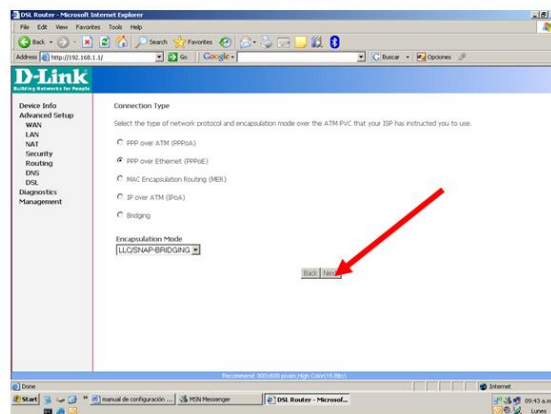 DSL Router - Microsoft Internet Explorer
File Edit View Favorites Tools Help
Back Search Favorites
Address http://192.168.1.1/ Go Google Buscar Opciones
D-Link
Building Networks for People
Device Info
Advanced Setup
WAN
LAN
NAT
Security
Routing
DNS
DSL
Diagnostics
Management
Connection Type
Select the type of network protocol and encapsulation mode over the ATM PVC that your ISP has instructed you to use.
PPP over ATM (PPPoA)
PPP over Ethernet (PPPoE)
MAC Encapsulation Routing (MER)
IP over ATM (IPoA)
Bridging
Encapsulation Mode
LLC/SNAP-BRIDGING
Back Next
Recommend: 800x600 pixels,High Color(16 Bits)
Done Internet
Start manual de configuración ... MSN Messenger DSL Router - Microsof... 09:43 a.m.
Lunes